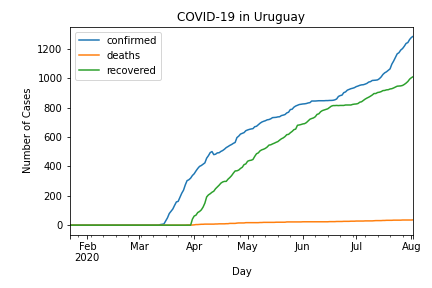 COVID-19 in Uruguay
confirmed
deaths
recovered
1200
1000
800
600
400
200
0
Number of Cases
Feb
2020
Mar
Apr
May
Jun
Jul
Aug
Day